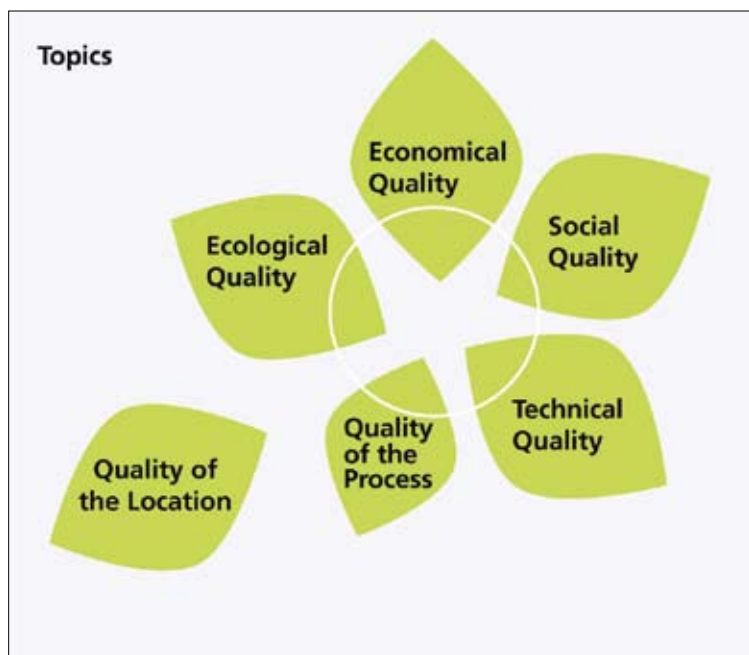 Topics
Economical
Quality
Social
Quality
Ecological
Quality
Technical
Quality
Quality
of the
Process
Quality of
the Location